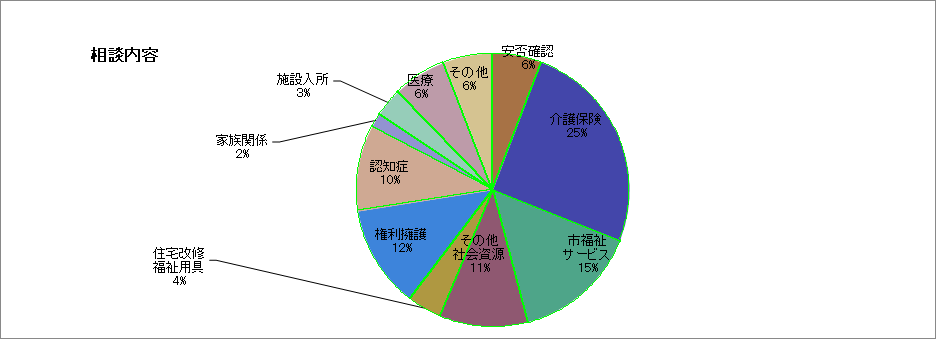 相談内容
安否確認
6%
介護保険
25%
市福祉
サービス
15%
その他
社会資源
11%
住宅改修
福祉用具
4%
権利擁護
12%
認知症
10%
家族関係
2%
施設入所
3%
医療
6%
その他
6%